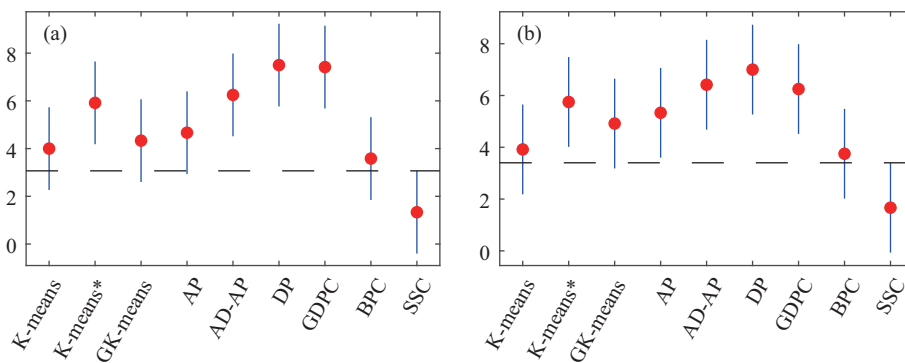 (a)
8
6
4
2
0
K-means
K-means*
GK-means
AP
AD-AP
DP
GDPC
BPC
SSC
(b)
8
6
4
2
0
K-means
K-means*
GK-means
AP
AD-AP
DP
GDPC
BPC
SSC